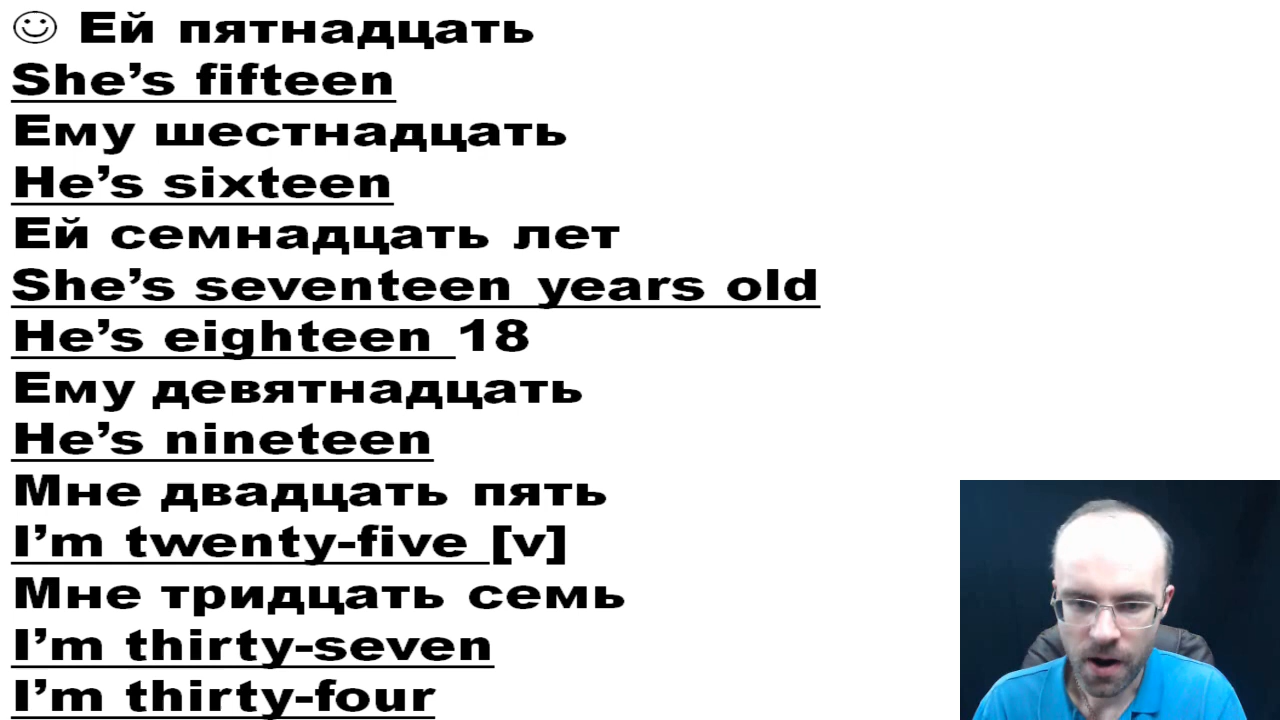 ☺ Ей пятнадцать
She’s fifteen
Ему шестнадцать
He’s sixteen
Ей семнадцать лет
She’s seventeen years old
He’s eighteen 18
Ему девятнадцать
He’s nineteen
Мне двадцать пять
I’m twenty-five [v]
Мне тридцать семь
I’m thirty-seven
I’m thirty-four